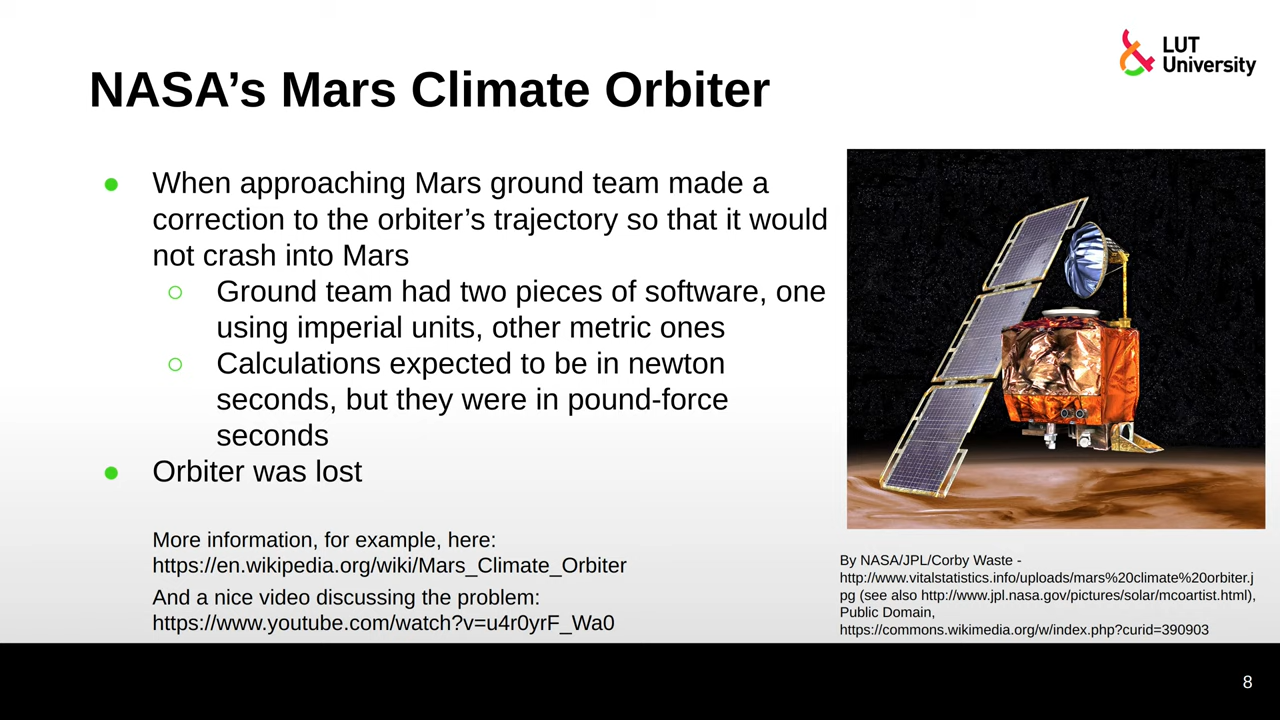 LUT
University
NASA’s Mars Climate Orbiter
● When approaching Mars ground team made a
correction to the orbiter’s trajectory so that it would
not crash into Mars
○ Ground team had two pieces of software, one
using imperial units, other metric ones
○ Calculations expected to be in newton
seconds, but they were in pound-force
seconds
● Orbiter was lost
More information, for example, here:
https://en.wikipedia.org/wiki/Mars_Climate_Orbiter
And a nice video discussing the problem:
https://www.youtube.com/watch?v=u4r0yrF_Wa0
By NASA/JPL/Corby Waste -
http://www.vitalstatistics.info/uploads/mars%20climate%20orbiter.j
pg (see also http://www.jpl.nasa.gov/pictures/solar/mcoartist.html),
Public Domain,
https://commons.wikimedia.org/w/index.php?curid=390903
8